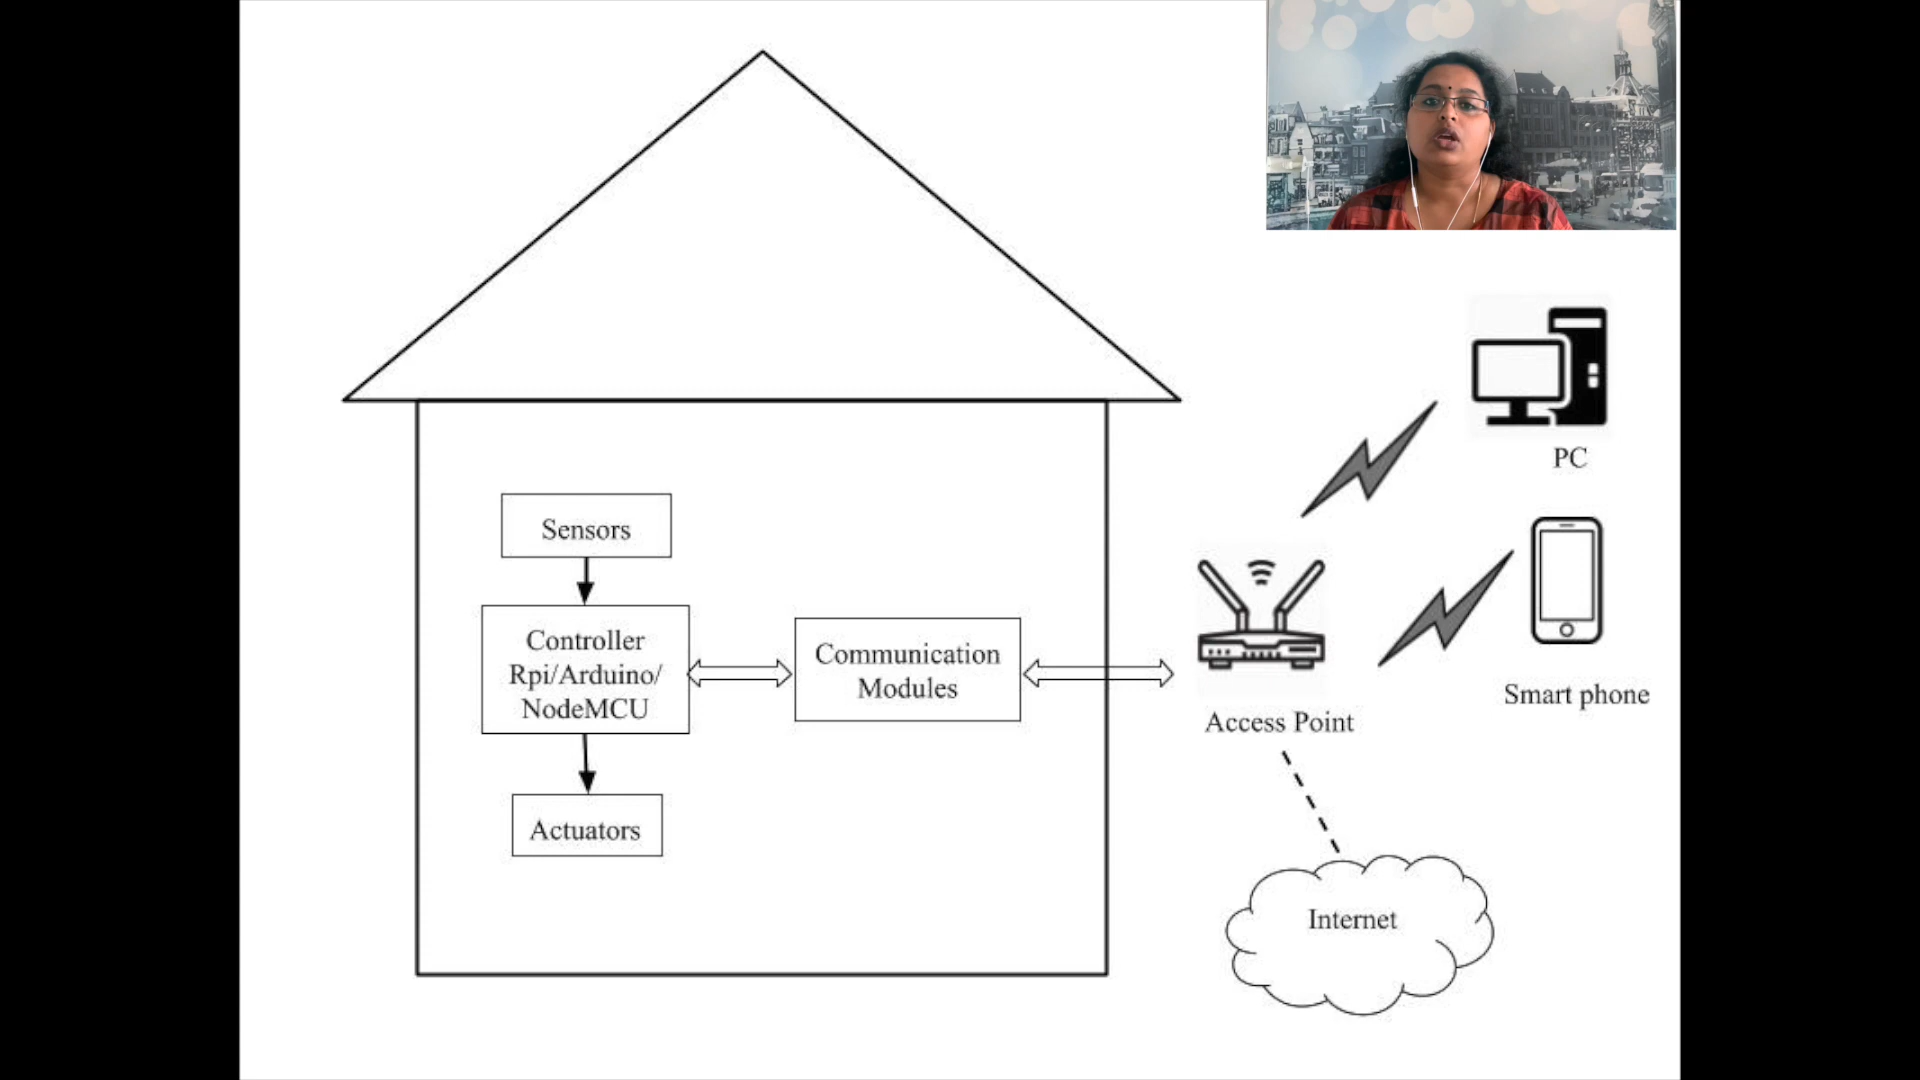 PC
Sensors
Controller
Rpi/Arduino/
NodeMCU
Communication
Modules
Smart phone
Access Point
Actuators
Internet